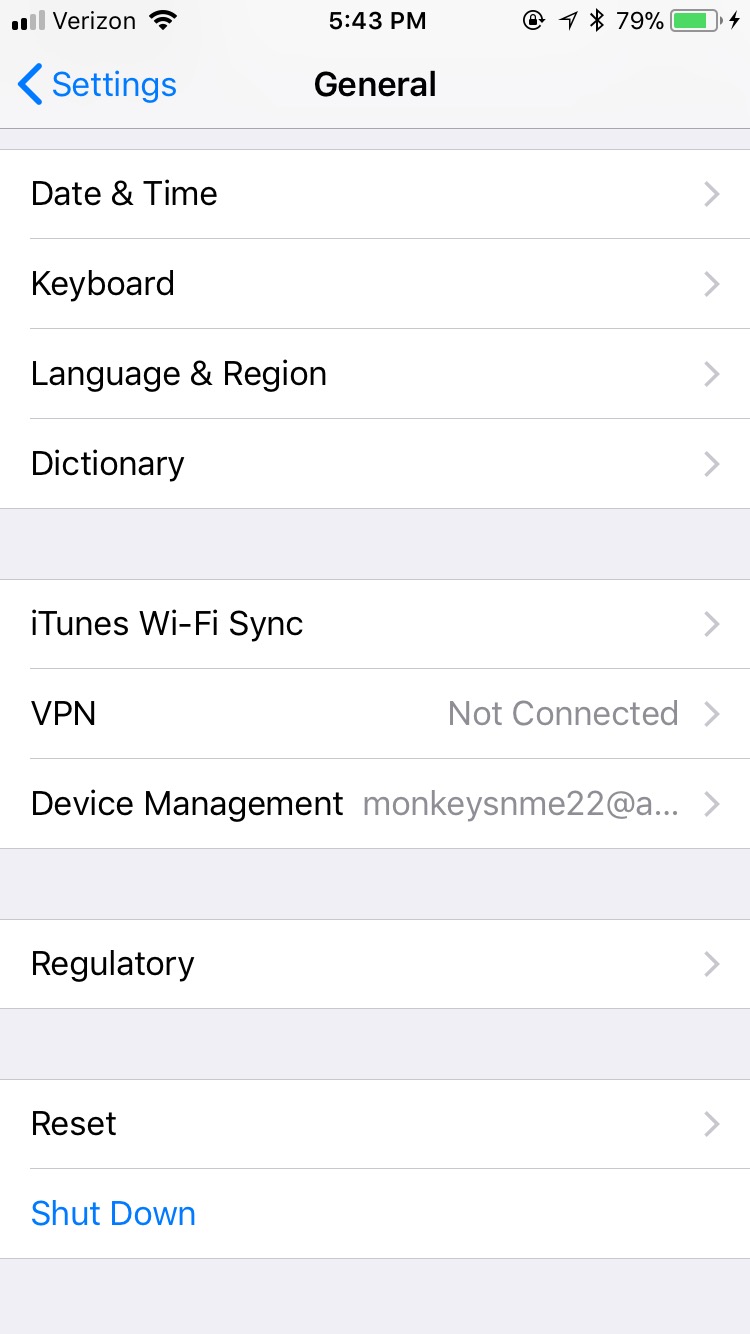 Verizon 5:43 PM 79%
Settings General
Date & Time
Keyboard
Language & Region
Dictionary
iTunes Wi-Fi Sync
VPN Not Connected
Device Management monkeysnme22@a...
Regulatory
Reset
Shut Down